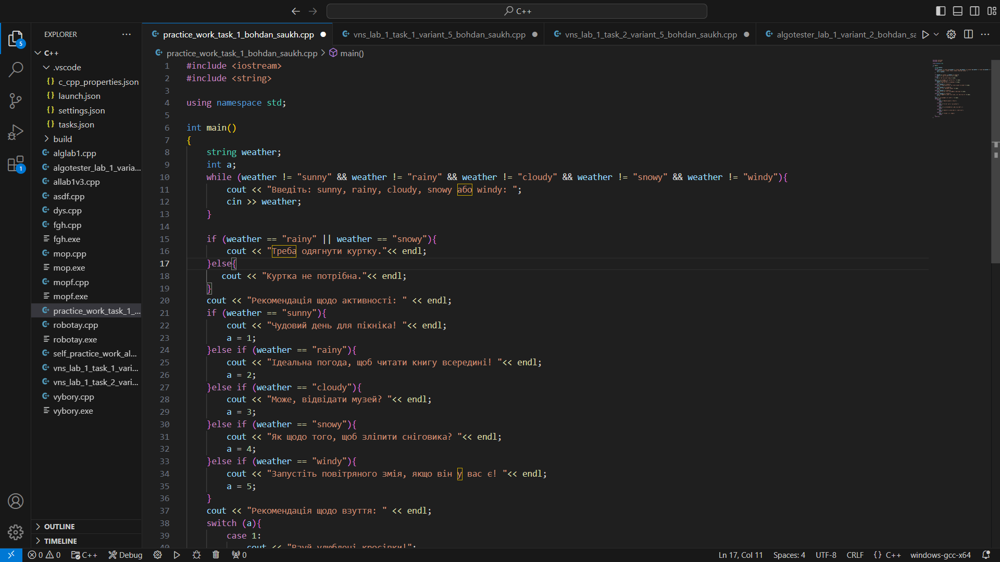 C++
EXPLORER
practice_work_task_1_bohdan_saukh.cpp
vns_lab_1_task_1_variant_5_bohdan_saukh.cpp
vns_lab_1_task_2_variant_5_bohdan_saukh.cpp
algotester_lab_1_variant_2_bohdan_sa
5
1
C++
.vscode
{} c_cpp_properties.json
{} launch.json
{} settings.json
{} tasks.json
build
alglab1.cpp
algotester_lab_1_varia...
allab1v3.cpp
asdf.cpp
dys.cpp
fgh.cpp
fgh.exe
mop.cpp
mop.exe
mopf.cpp
mopf.exe
practice_work_task_1_...
robotay.cpp
robotay.exe
self_practice_work_al...
vns_lab_1_task_1_vari...
vns_lab_1_task_2_vari...
vybory.cpp
vybory.exe
OUTLINE
TIMELINE
practice_work_task_1_bohdan_saukh.cpp > main()
1 #include <iostream>
2 #include <string>
3
4 using namespace std;
5
6 int main()
7 {
8 string weather;
9 int a;
10 while (weather != "sunny" && weather != "rainy" && weather != "cloudy" && weather != "snowy" && weather != "windy"){
11 cout << "Введіть: sunny, rainy, cloudy, snowy або windy: ";
12 cin >> weather;
13 }
14
15 if (weather == "rainy" || weather == "snowy"){
16 cout << "Треба одягнути куртку."<< endl;
17 }else{
18 cout << "Куртка не потрібна."<< endl;
19 }
20 cout << "Рекомендація щодо активності: " << endl;
21 if (weather == "sunny"){
22 cout << "Чудовий день для пікніка! "<< endl;
23 a = 1;
24 }else if (weather == "rainy"){
25 cout << "Ідеальна погода, щоб читати книгу всередині! "<< endl;
26 a = 2;
27 }else if (weather == "cloudy"){
28 cout << "Може, відвідати музей? "<< endl;
29 a = 3;
30 }else if (weather == "snowy"){
31 cout << "Як щодо того, щоб зліпити сніговика? "<< endl;
32 a = 4;
33 }else if (weather == "windy"){
34 cout << "Запустіть повітряного змія, якщо він у вас є! "<< endl;
35 a = 5;
36 }
37 cout << "Рекомендація щодо взуття: " << endl;
38 switch (a){
39 case 1:
40 cout << "Взуй улюблені кросівки!";
0 0 C++ Debug 0 Ln 17, Col 11 Spaces: 4 UTF-8 CRLF {} C++ windows-gcc-x64